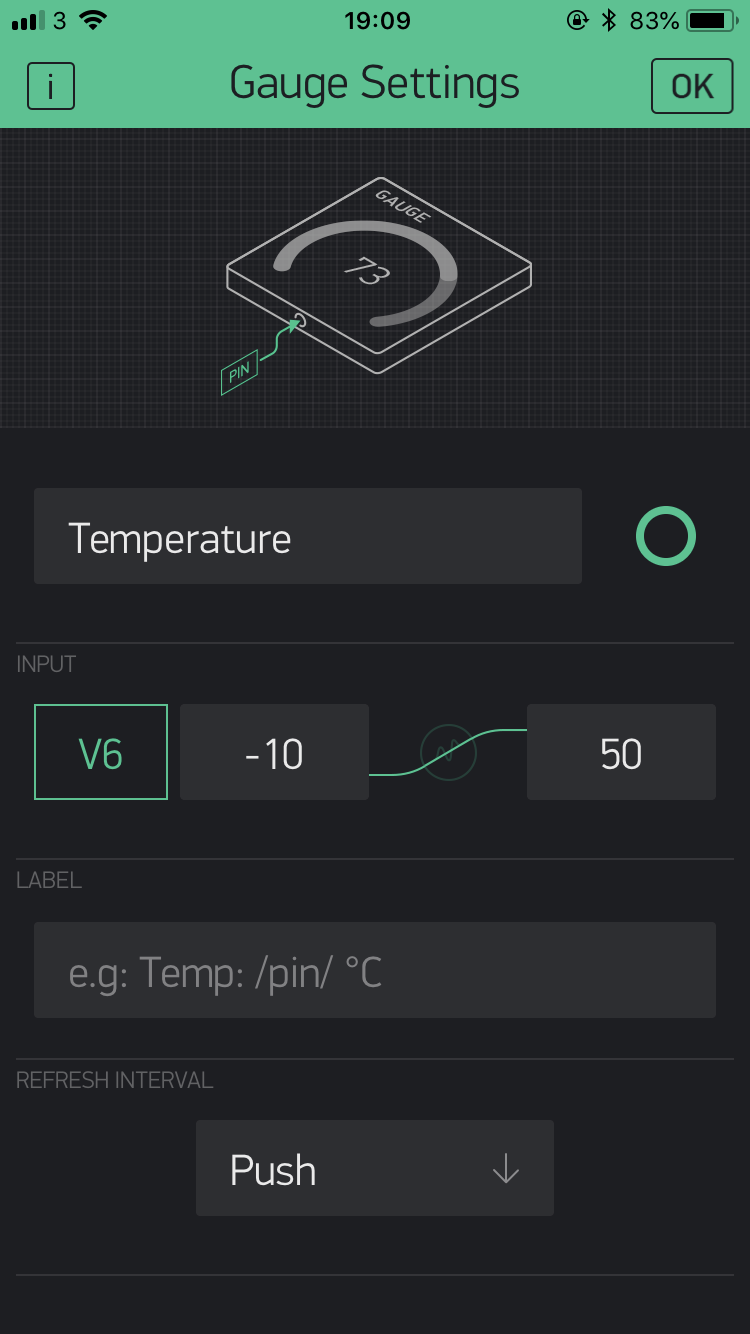 3 19:09 83%
i Gauge Settings OK
GAUGE
73
PIN
Temperature
INPUT
V6 -10 50
LABEL
e.g: Temp: /pin/ °C
REFRESH INTERVAL
Push